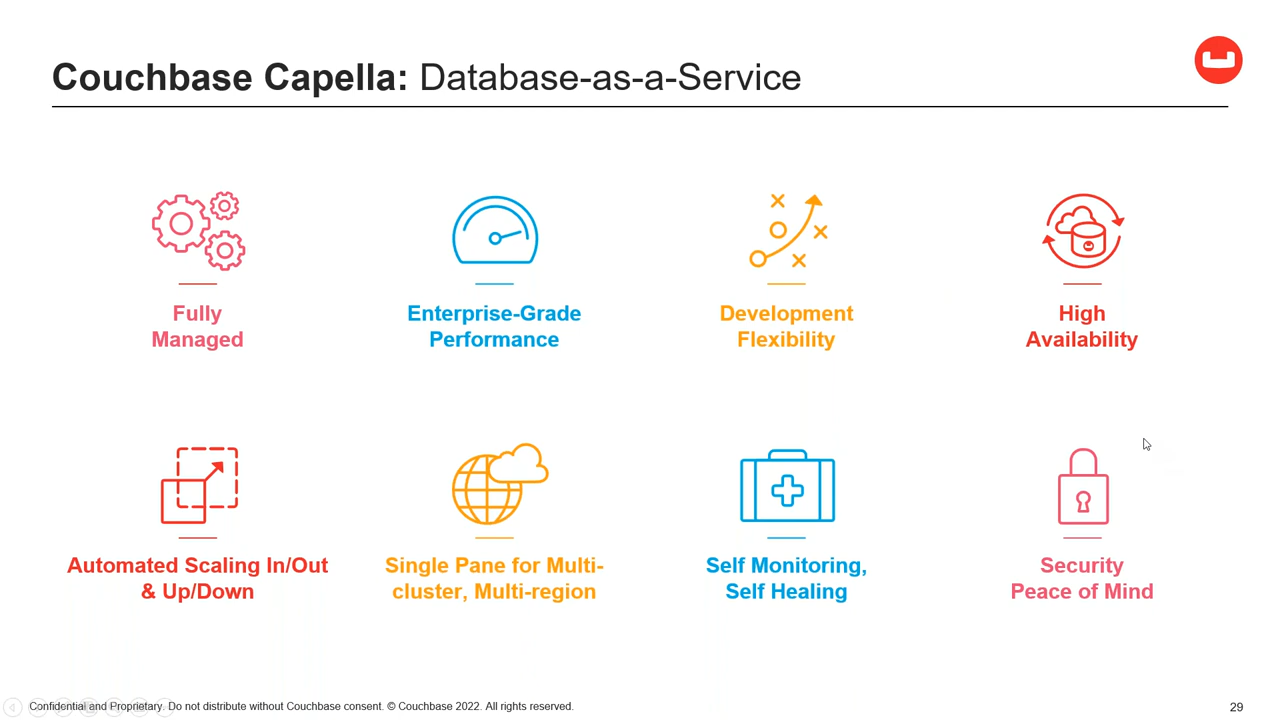 Couchbase Capella: Database-as-a-Service
Fully
Managed
Enterprise-Grade
Performance
Development
Flexibility
High
Availability
Automated Scaling In/Out
& Up/Down
Single Pane for Multi-
cluster, Multi-region
Self Monitoring,
Self Healing
Security
Peace of Mind
Confidential and Proprietary. Do not distribute without Couchbase consent. © Couchbase 2022. All rights reserved.
29